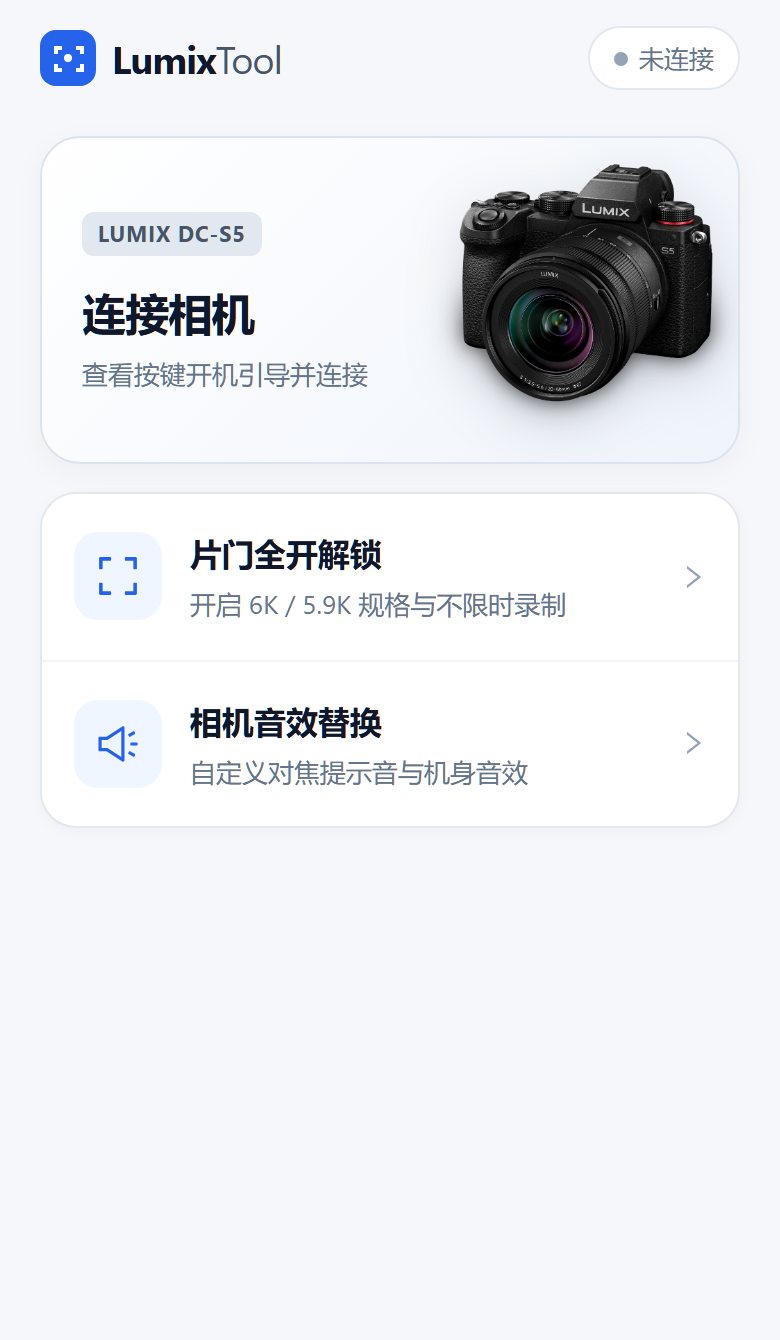 LumixTool
未连接
LUMIX DC-S5
连接相机
查看按键开机引导并连接
LUMIX
S5
LUMIX
片门全开解锁
开启 6K / 5.9K 规格与不限时录制
相机音效替换
自定义对焦提示音与机身音效